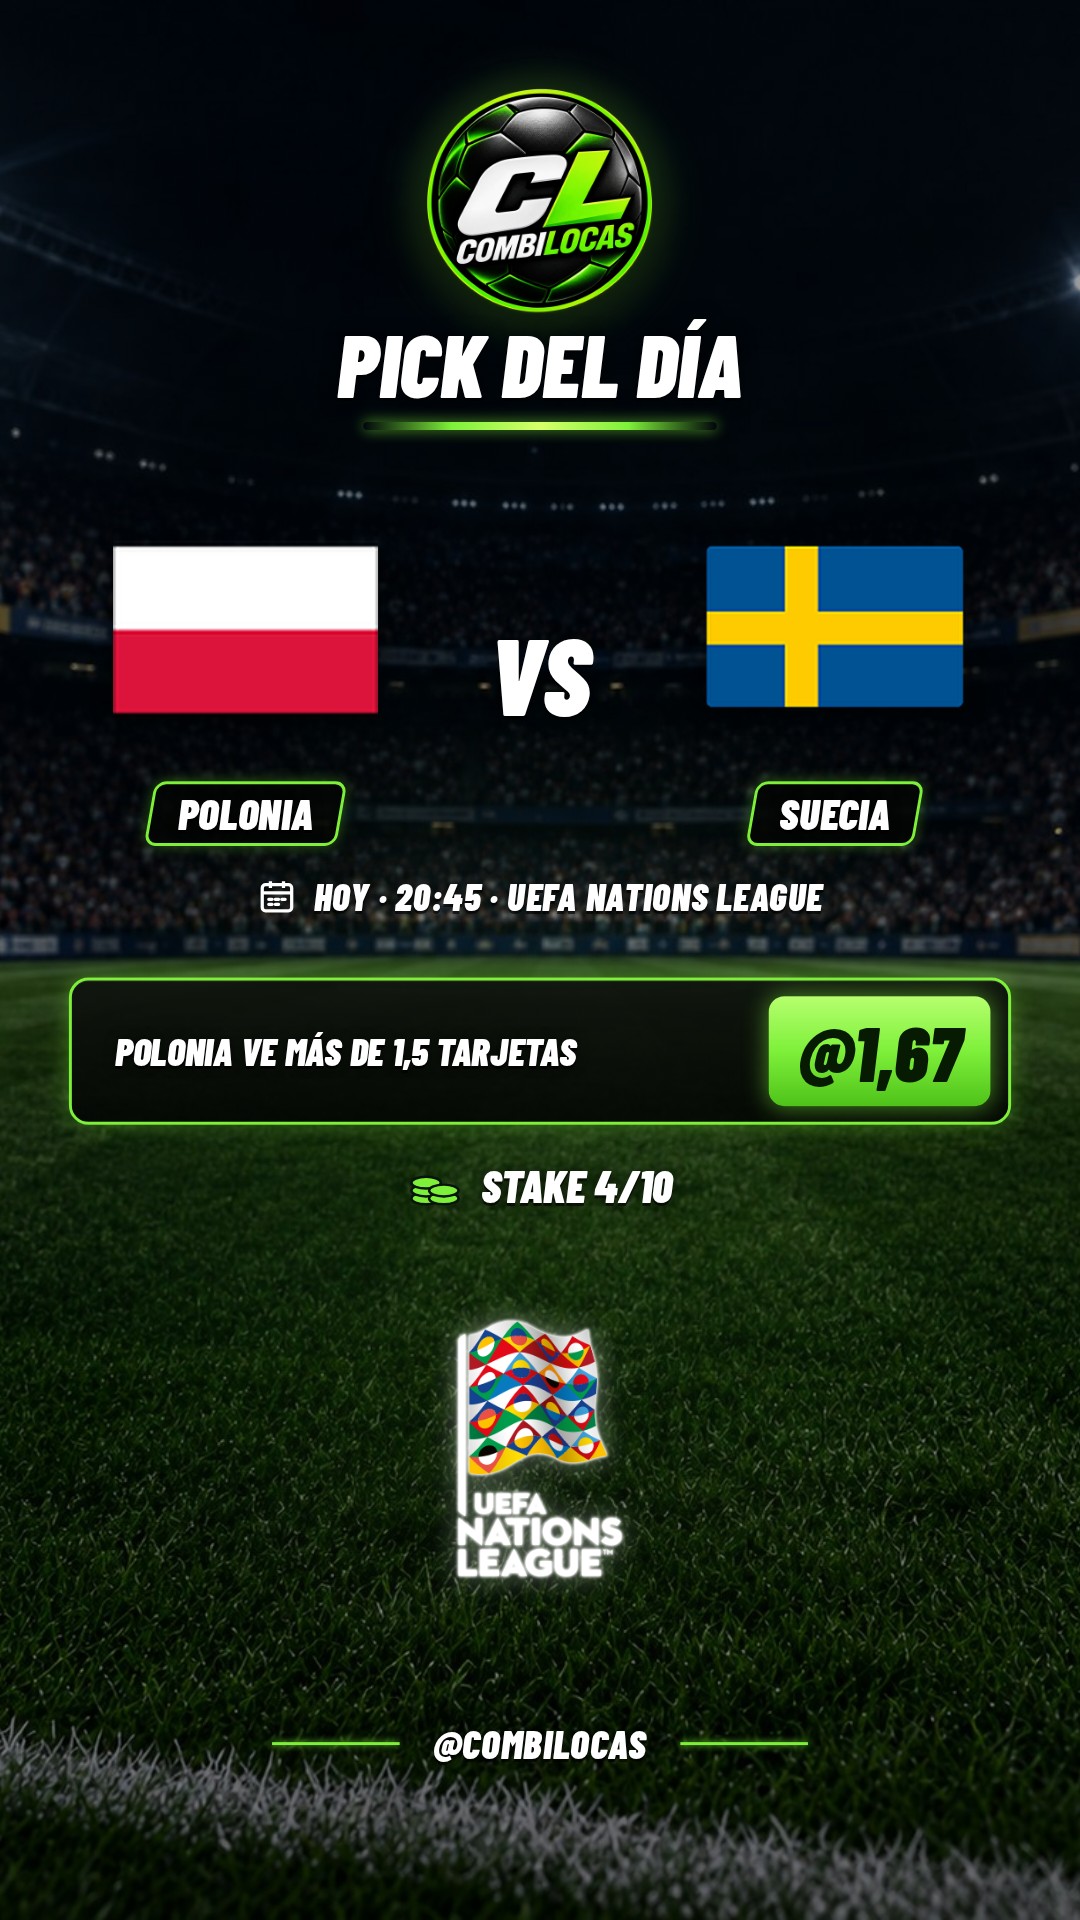 CL
COMBILOCAS
PICK DEL DÍA
VS
POLONIA
SUECIA
HOY · 20:45 · UEFA NATIONS LEAGUE
POLONIA VE MÁS DE 1,5 TARJETAS
@1,67
STAKE 4/10
UEFA
NATIONS
LEAGUE™
@COMBILOCAS